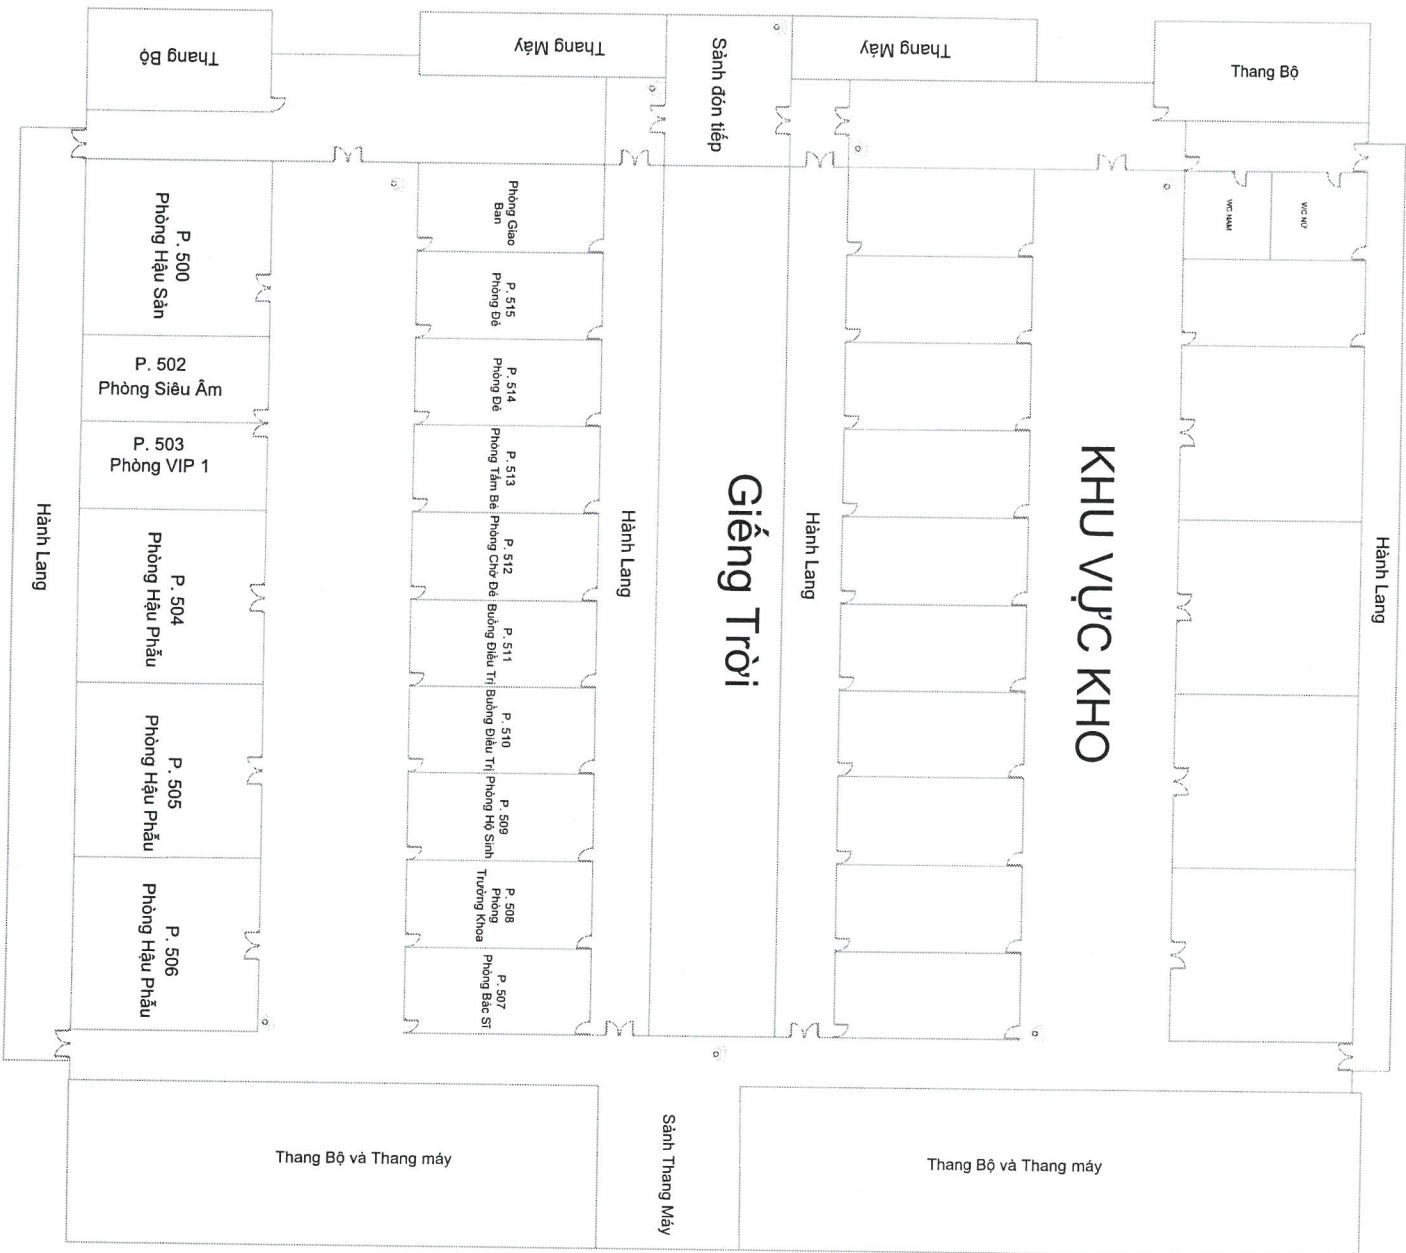 Thang Bộ
Thang Máy
Sảnh đón tiếp
Thang Máy
Thang Bộ
WC NAM
WC NỮ
P. 500
Phòng Hậu Sản
P. 502
Phòng Siêu Âm
P. 503
Phòng VIP 1
P. 504
Phòng Hậu Phẫu
P. 505
Phòng Hậu Phẫu
P. 506
Phòng Hậu Phẫu
Hành Lang
Phòng Giao
Ban
P. 515
Phòng Đẻ
P. 514
Phòng Đẻ
P. 513
Phòng Tắm Bé
P. 512
Phòng Chờ Đẻ
P. 511
Buồng Điều Trị
P. 510
Buồng Điều Trị
P. 509
Phòng Hộ Sinh
P. 508
Phòng
Trưởng Khoa
P. 507
Phòng Bác Sĩ
Hành Lang
Giếng Trời
Hành Lang
KHU VỰC KHO
Hành Lang
Thang Bộ và Thang máy
Sảnh Thang Máy
Thang Bộ và Thang máy